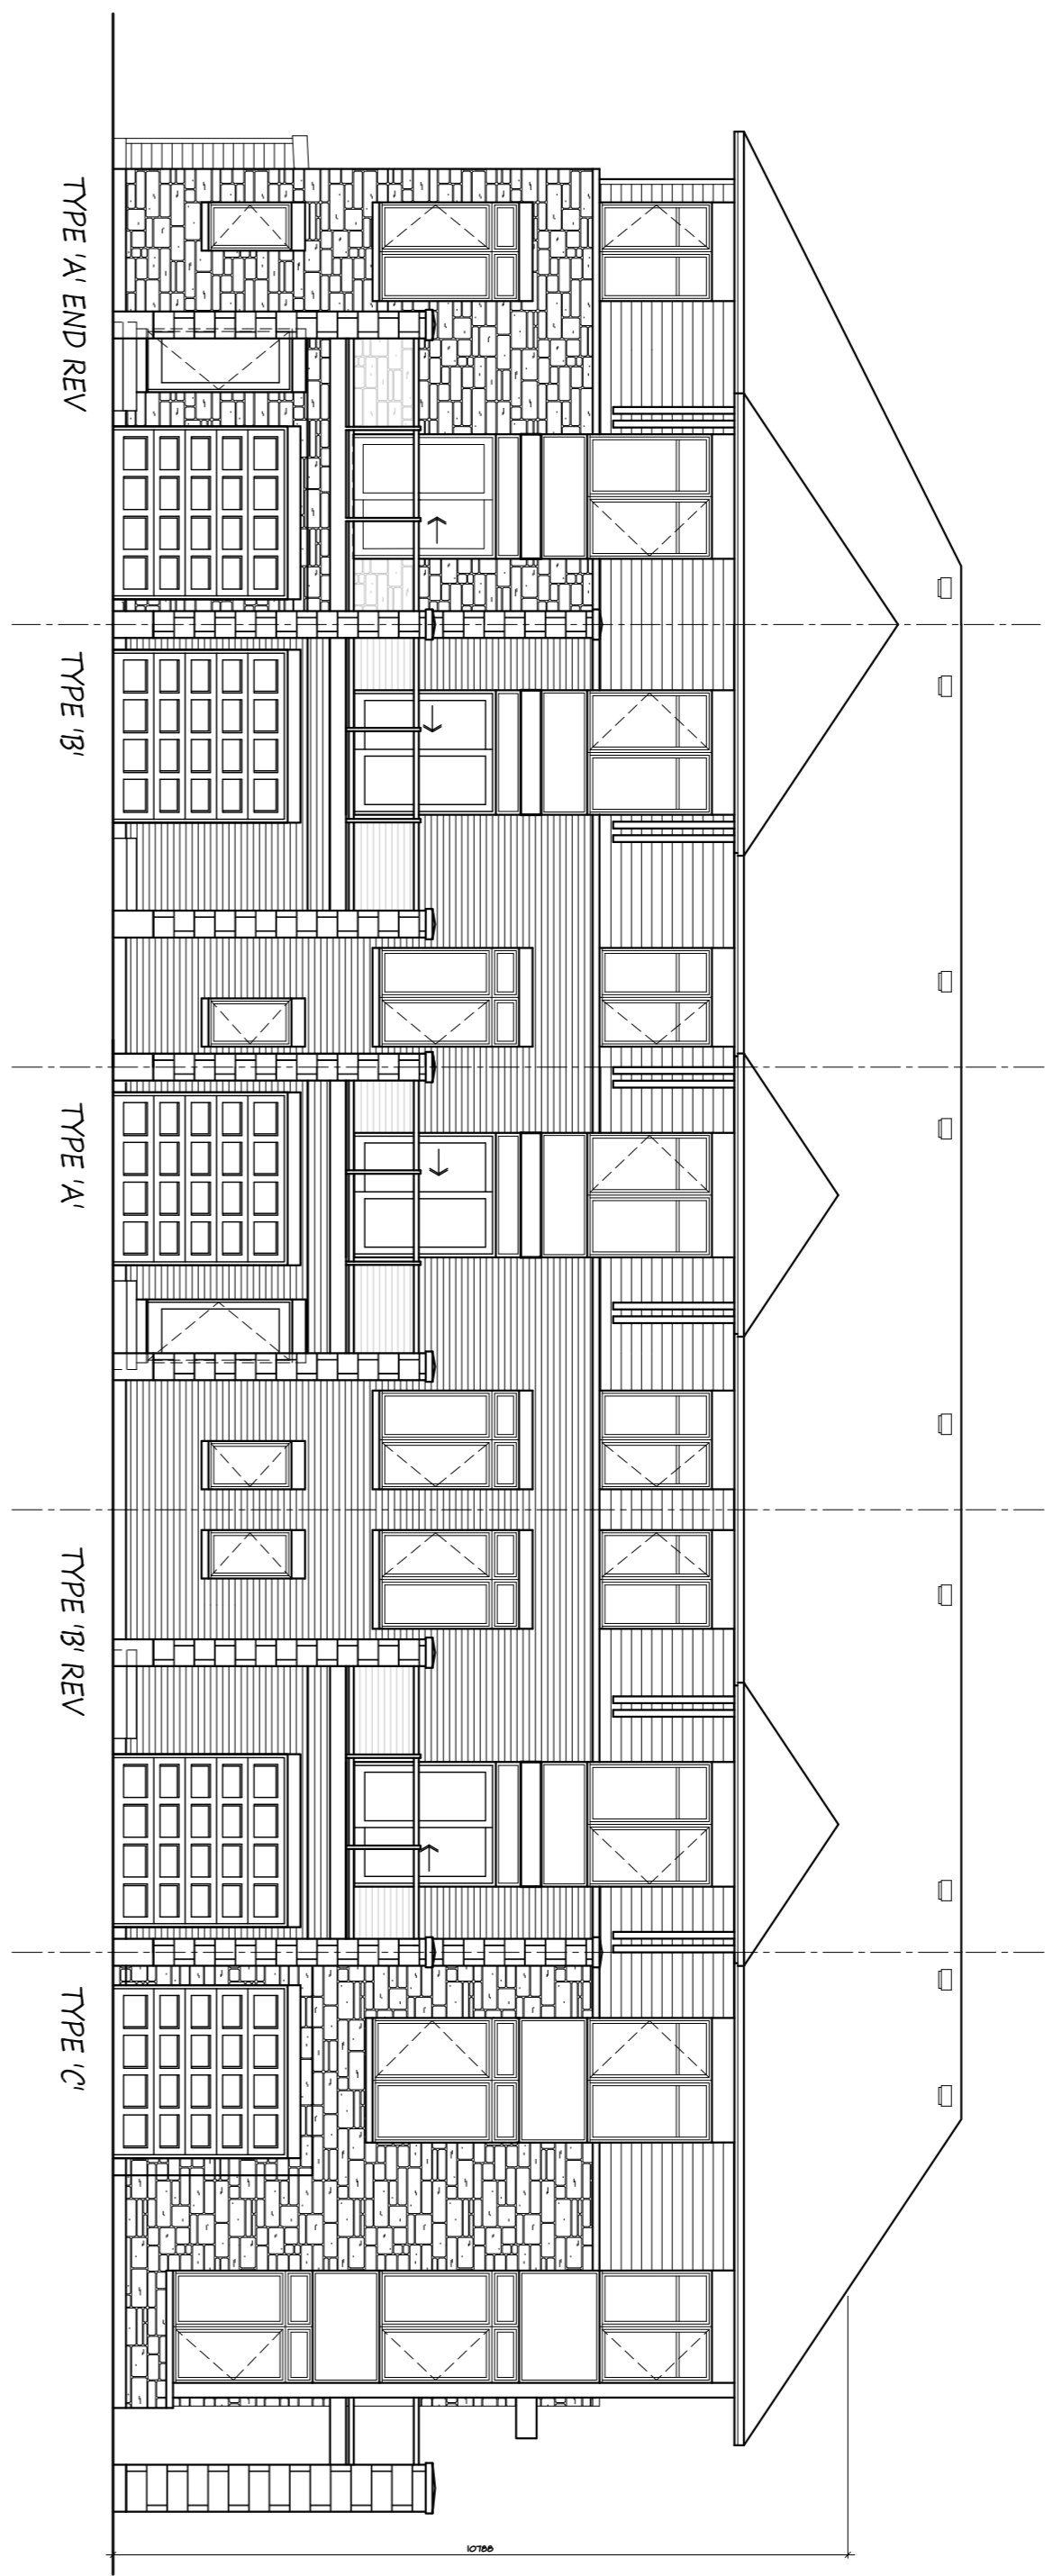 TYPE 'A' END REV
TYPE 'B'
TYPE 'A'
TYPE 'B' REV
TYPE 'C'
10788